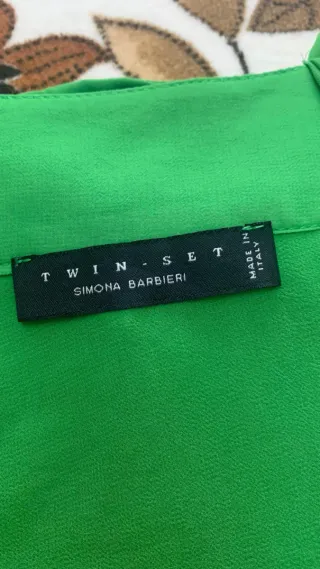 TWIN-SET
SIMONA BARBIERI
MADE IN
ITALY